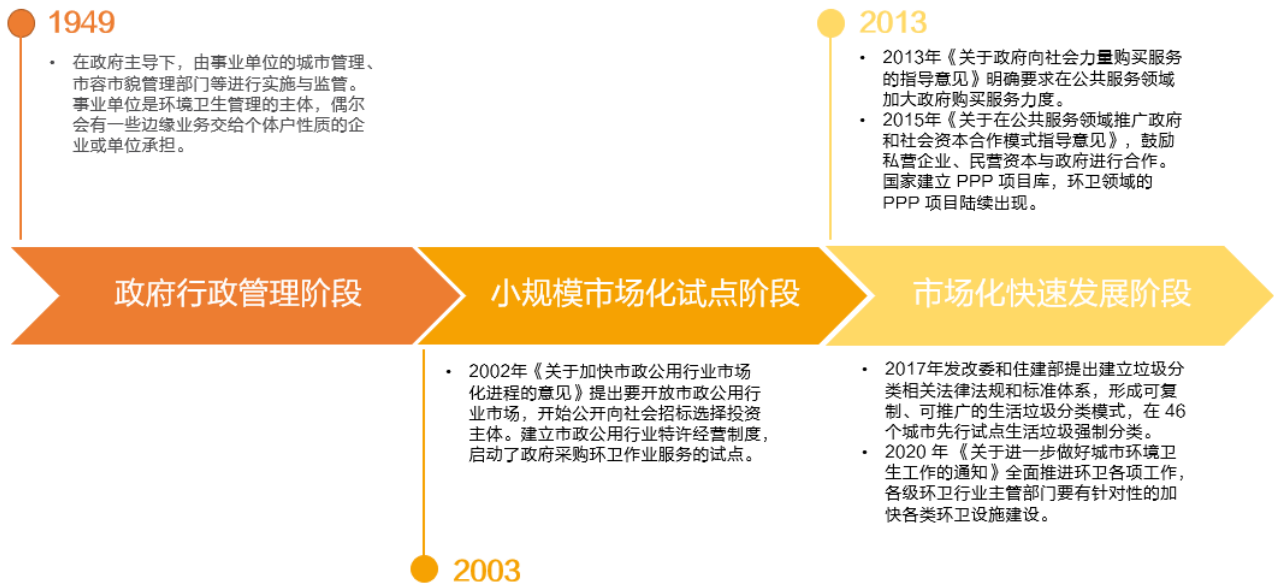 1949
• 在政府主导下，由事业单位的城市管理、
市容市貌管理部门等进行实施与监管。
事业单位是环境卫生管理的主体，偶尔
会有一些边缘业务交给个体户性质的企
业或单位承担。
2013
• 2013年《关于政府向社会力量购买服务
的指导意见》明确要求在公共服务领域
加大政府购买服务力度。
• 2015年《关于在公共服务领域推广政府
和社会资本合作模式指导意见》，鼓励
私营企业、民营资本与政府进行合作。
国家建立 PPP 项目库，环卫领域的
PPP 项目陆续出现。
政府行政管理阶段
小规模市场化试点阶段
市场化快速发展阶段
• 2002年《关于加快市政公用行业市场
化进程的意见》提出要开放市政公用行
业市场，开始公开向社会招标选择投资
主体。建立市政公用行业特许经营制度，
启动了政府采购环卫作业服务的试点。
2003
• 2017年发改委和住建部提出建立垃圾分
类相关法律法规和标准体系，形成可复
制、可推广的生活垃圾分类模式，在 46
个城市先行试点生活垃圾强制分类。
• 2020 年 《关于进一步做好城市环境卫
生工作的通知》全面推进环卫各项工作，
各级环卫行业主管部门要有针对性的加
快各类环卫设施建设。